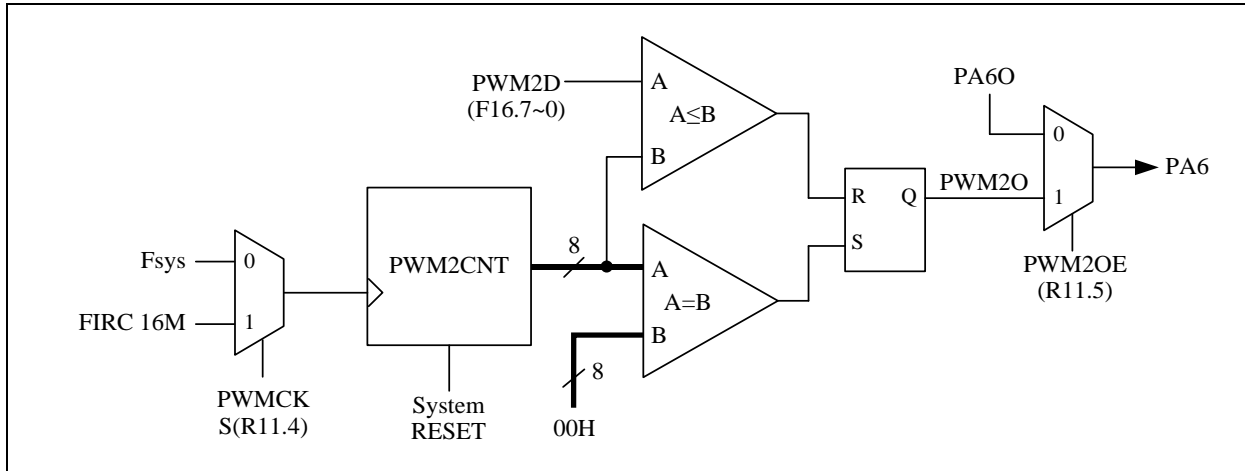 PWM2D
(F16.7~0)
A
A≤B
B
PA6O
0
1
PA6
PWM2OE
(R11.5)
R
Q
S
PWM2O
Fsys
0
FIRC 16M
1
PWMCK
S(R11.4)
PWM2CNT
System
RESET
8
A
A=B
B
8
00H